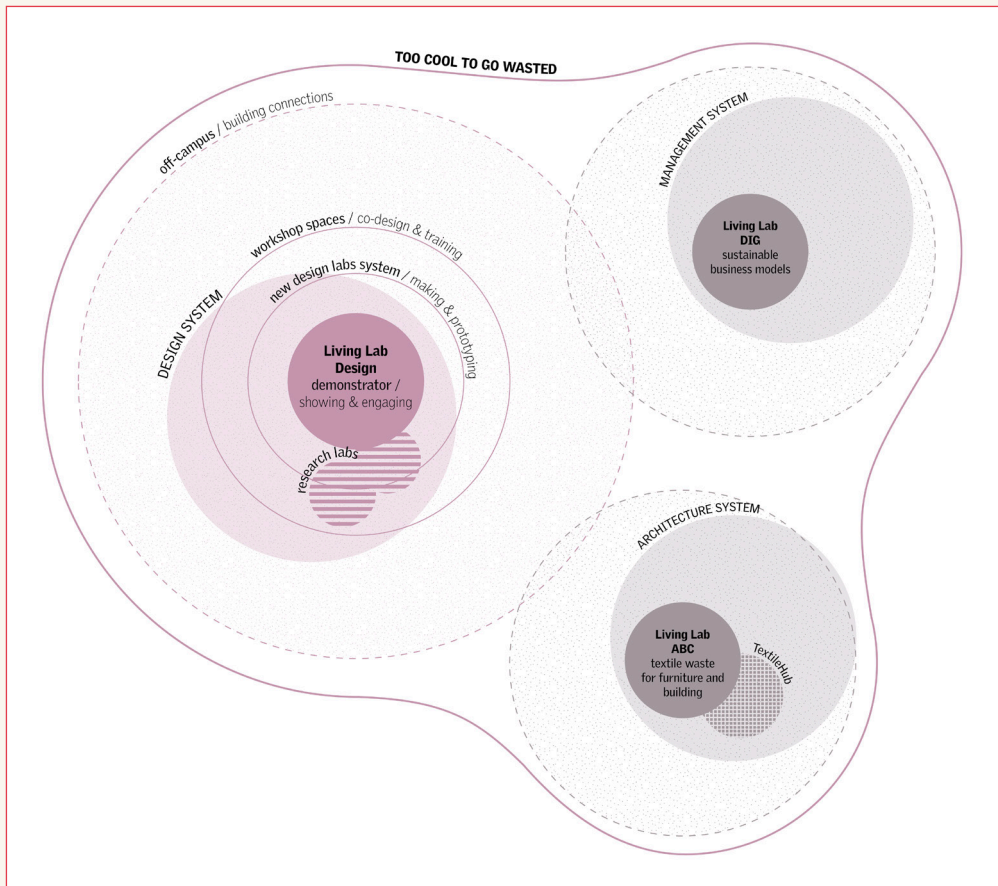 TOO COOL TO GO WASTED
off-campus / building connections
workshop spaces / co-design & training
new design labs system / making & prototyping
DESIGN SYSTEM
Living Lab
Design
demonstrator /
showing & engaging
research labs
MANAGEMENT SYSTEM
Living Lab
DIG
sustainable
business models
ARCHITECTURE SYSTEM
Living Lab
ABC
textile waste
for furniture and
building
TextileHub